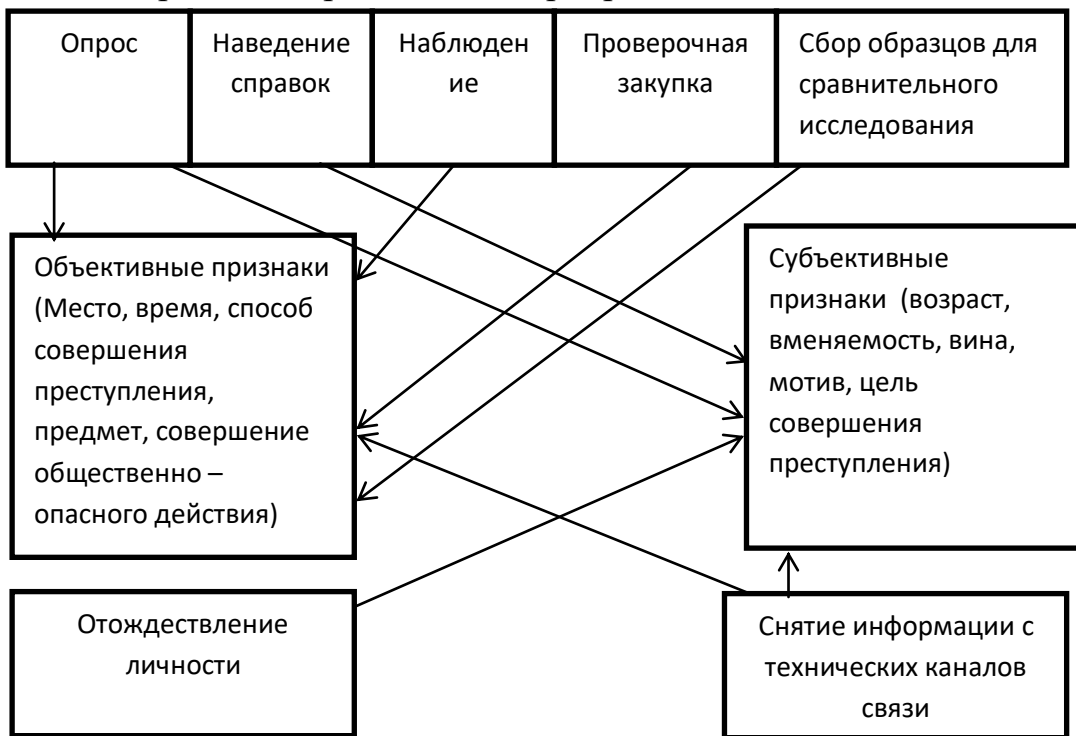 Опрос
Наведение
справок
Наблюден
ие
Проверочная
закупка
Сбор образцов для
сравнительного
исследования
Объективные признаки
(Место, время, способ
совершения
преступления,
предмет, совершение
общественно –
опасного действия)
Субъективные
признаки (возраст,
вменяемость, вина,
мотив, цель
совершения
преступления)
Отождествление
личности
Снятие информации с
технических каналов
связи